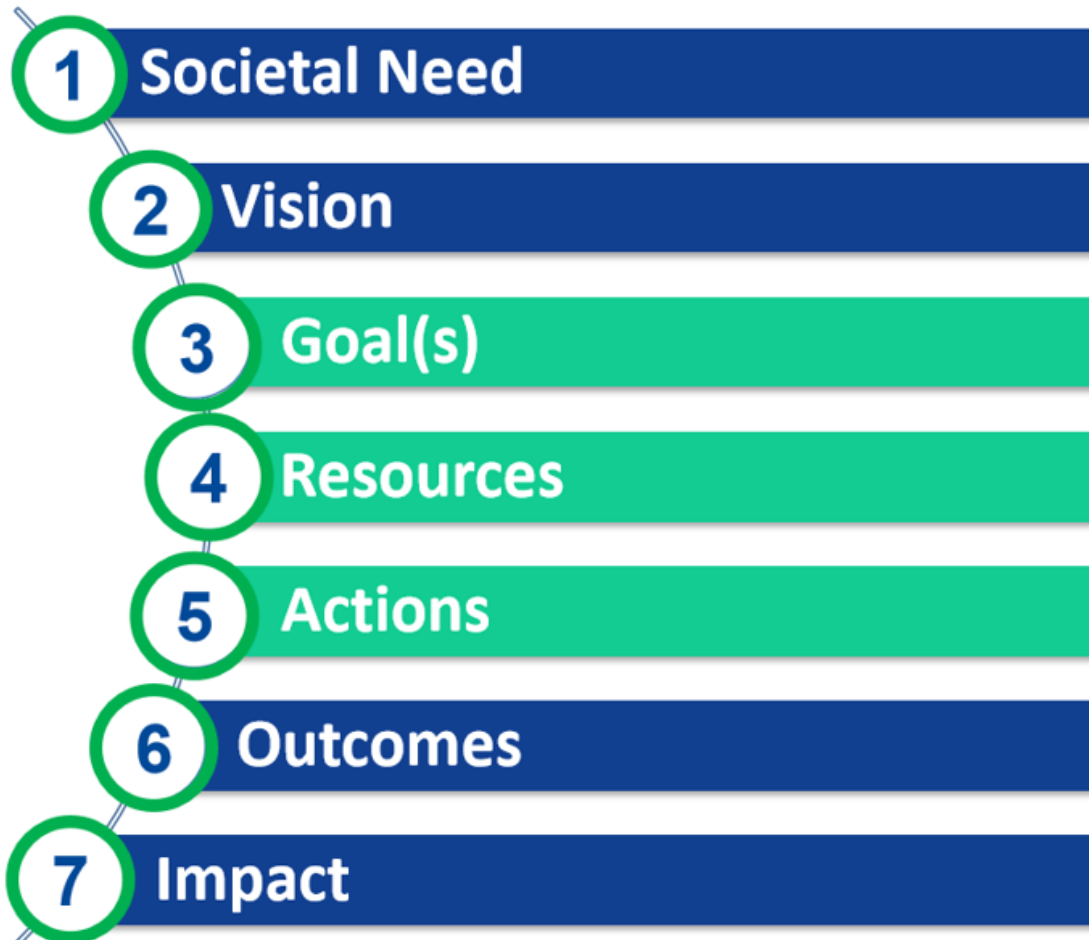 1 Societal Need
2 Vision
3 Goal(s)
4 Resources
5 Actions
6 Outcomes
7 Impact